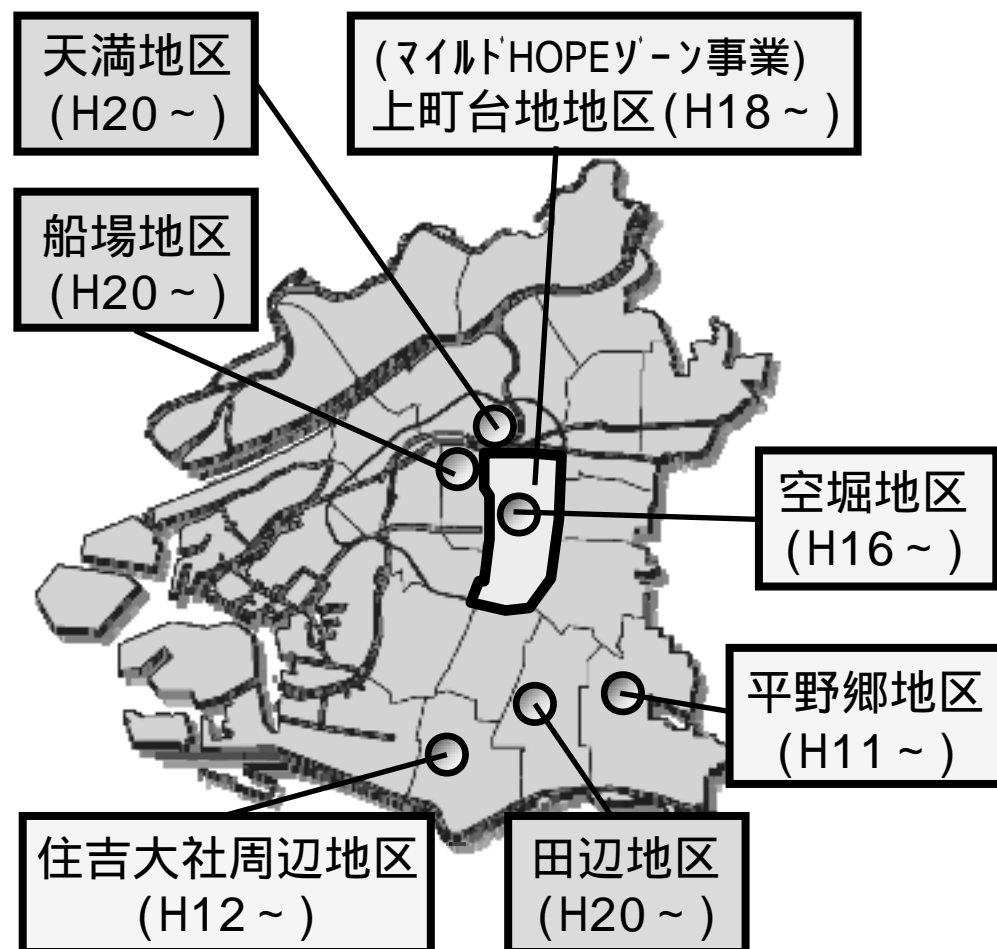 天満地区
(H20～)
(ﾏｲﾙﾄﾞHOPEｿﾞｰﾝ事業)
上町台地地区(H18～)
船場地区
(H20～)
空堀地区
(H16～)
平野郷地区
(H11～)
住吉大社周辺地区
(H12～)
田辺地区
(H20～)